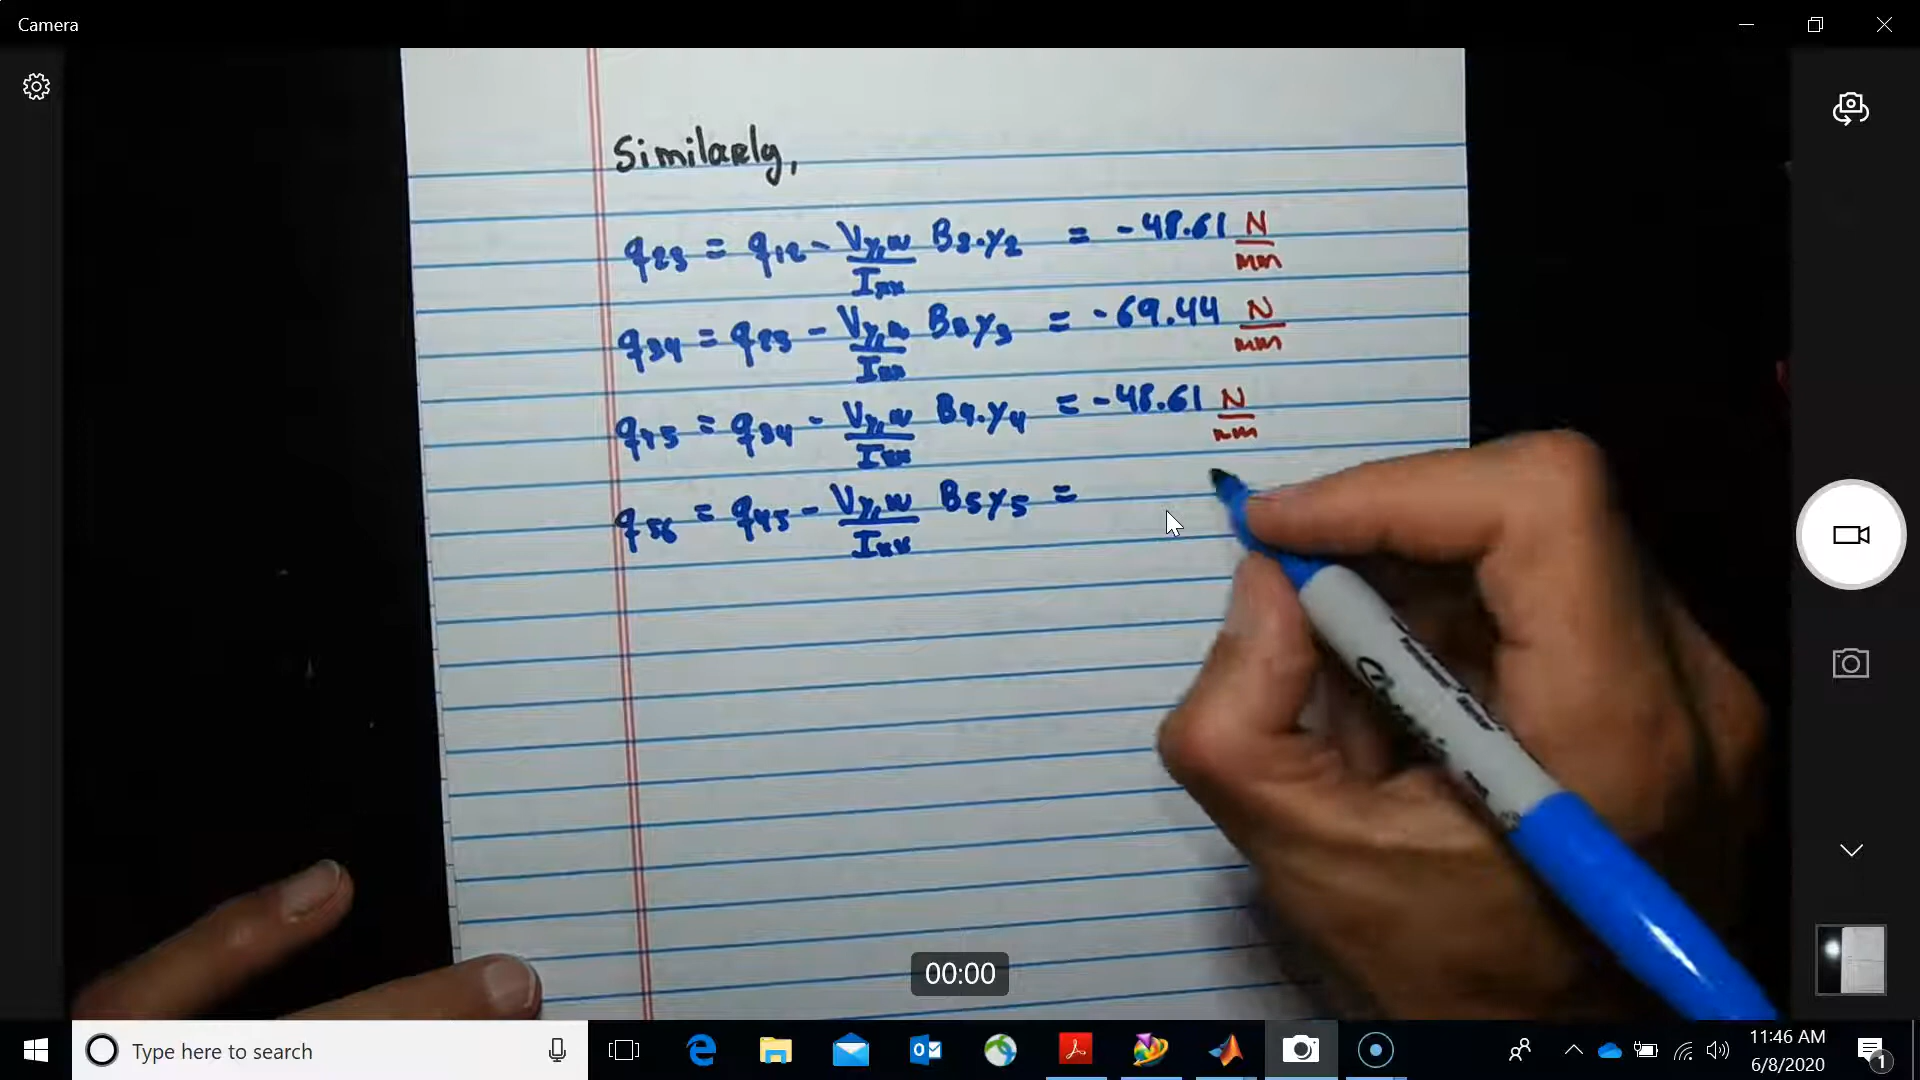 Camera
Similarly,
q23 = q12 - Vy,w/Ixx B2.y2 = -48.61 N/mm
q34 = q23 - Vy,w/Ixx B3y3 = -69.44 N/mm
q45 = q34 - Vy,w/Ixx B4.y4 = -48.61 N/mm
q56 = q45 - Vy,w/Ixx B5y5 =
00:00
Type here to search
11:46 AM
6/8/2020
1